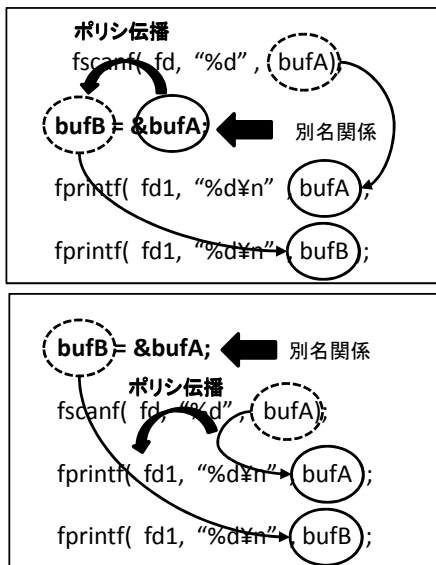 ポリシ伝播
fscanf( fd, “%d” , bufA);
bufB = &bufA;
別名関係
fprintf( fd1, “%d¥n” , bufA );
fprintf( fd1, “%d¥n” , bufB );
bufB = &bufA;
別名関係
ポリシ伝播
fscanf( fd, “%d” , bufA);
fprintf( fd1, “%d¥n” , bufA );
fprintf( fd1, “%d¥n” , bufB );